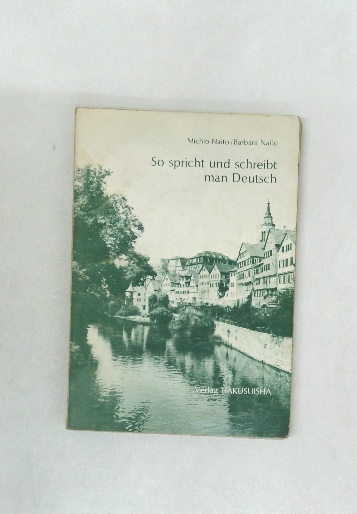 Michio Naito/Barbara Naito
So spricht und schreibt
man Deutsch
Verlag HAKUSUISHA